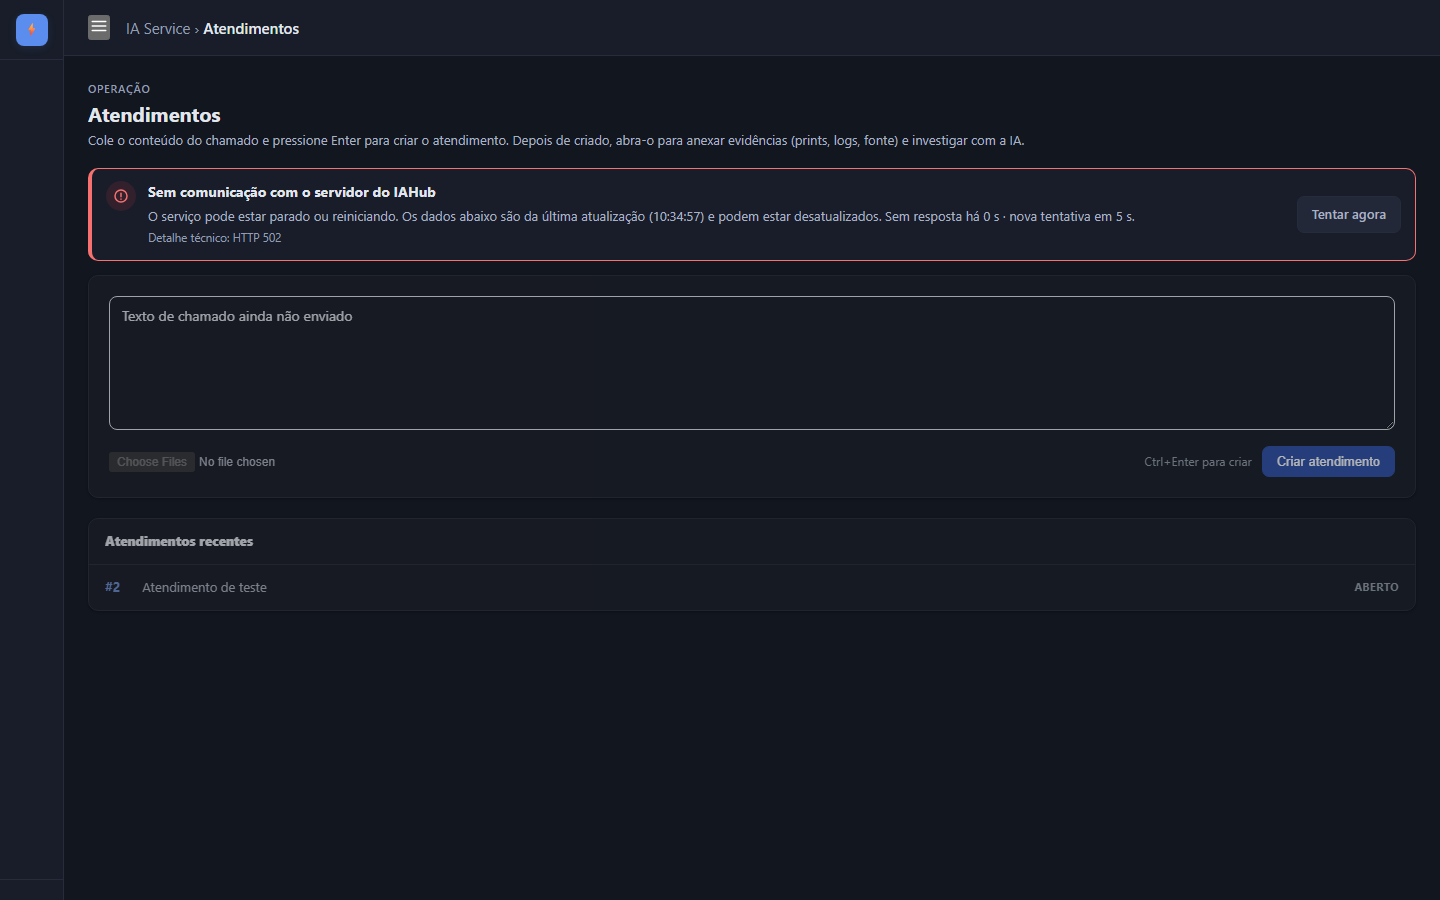 IA Service › Atendimentos
OPERAÇÃO
Atendimentos
Cole o conteúdo do chamado e pressione Enter para criar o atendimento. Depois de criado, abra-o para anexar evidências (prints, logs, fonte) e investigar com a IA.
Sem comunicação com o servidor do IAHub
O serviço pode estar parado ou reiniciando. Os dados abaixo são da última atualização (10:34:57) e podem estar desatualizados. Sem resposta há 0 s · nova tentativa em 5 s.
Detalhe técnico: HTTP 502
Tentar agora
Texto de chamado ainda não enviado
Choose Files No file chosen
Ctrl+Enter para criar
Criar atendimento
Atendimentos recentes
#2 Atendimento de teste ABERTO